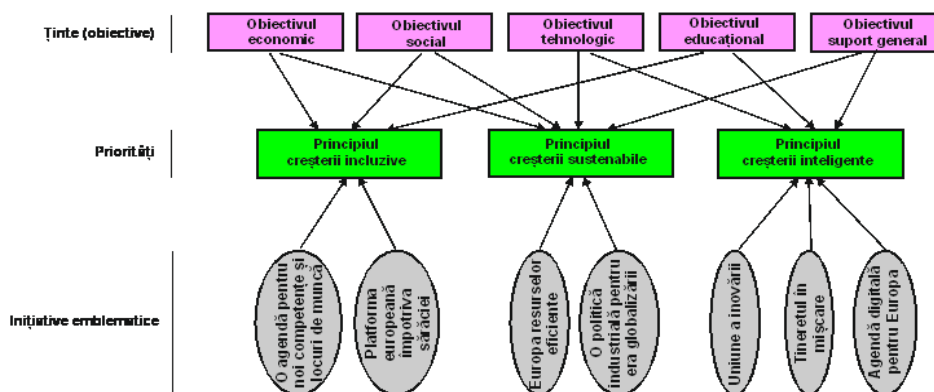 Ținte (obiective)
Obiectivul
economic
Obiectivul
social
Obiectivul
tehnologic
Obiectivul
educațional
Obiectivul
suport general
Priorități
Principiul
creșterii incluzive
Principiul
creșterii sustenabile
Principiul
creșterii inteligente
Inițiative emblematice
O agendă pentru
noi competențe și
locuri de muncă
Platforma
europeană
împotriva
sărăciei
Europa resurselor
eficiente
O politică
industrială pentru
era globalizării
Uniune a inovării
Tineretul în
mișcare
Agendă digitală
pentru Europa